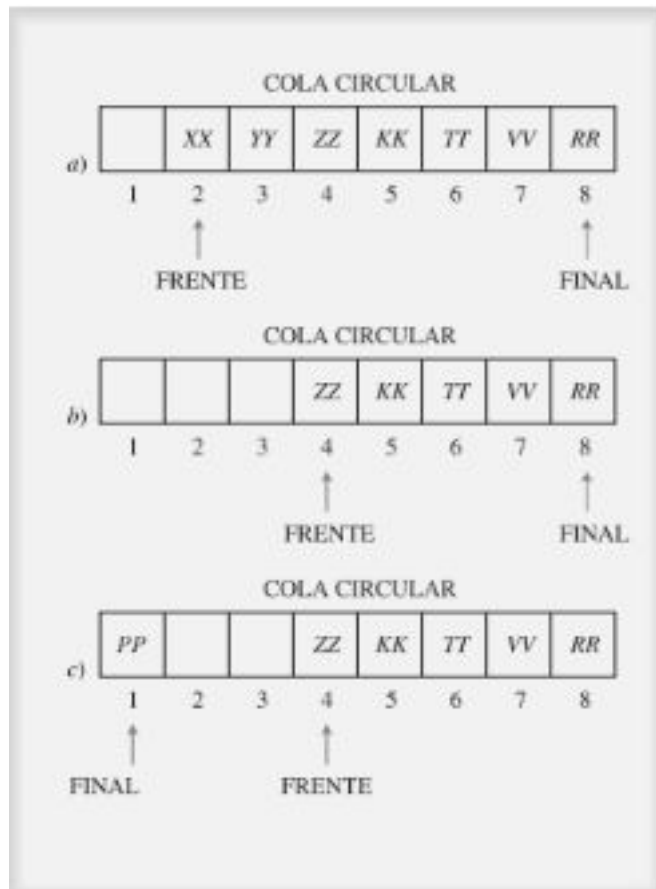 COLA CIRCULAR
a) XX YY ZZ KK TT VV RR
1 2 3 4 5 6 7 8
FRENTE FINAL
COLA CIRCULAR
b) ZZ KK TT VV RR
1 2 3 4 5 6 7 8
FRENTE FINAL
COLA CIRCULAR
c) PP ZZ KK TT VV RR
1 2 3 4 5 6 7 8
FINAL FRENTE